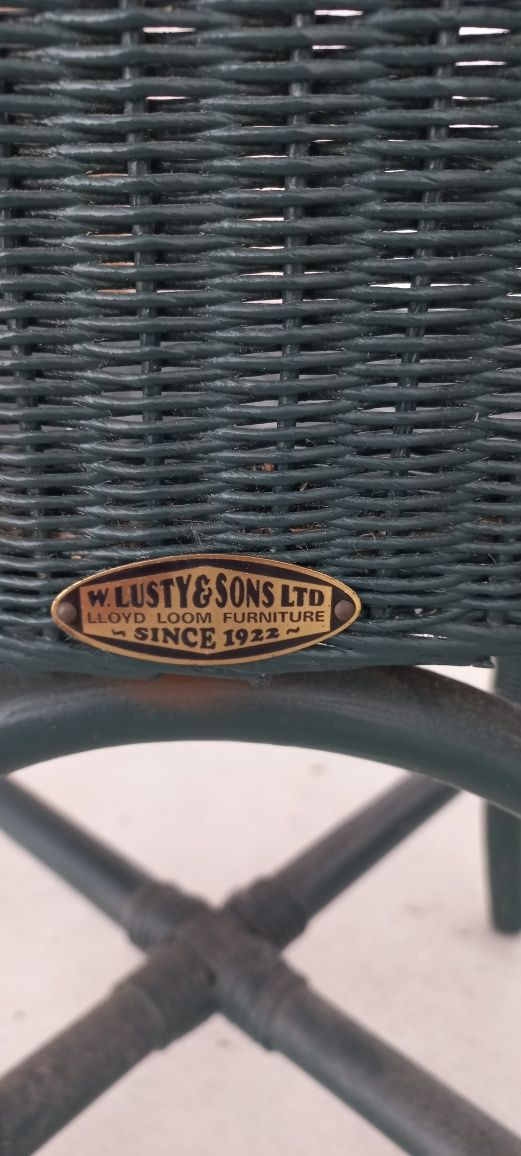 W. LUSTY & SONS LTD
LLOYD LOOM FURNITURE
~ SINCE 1922 ~